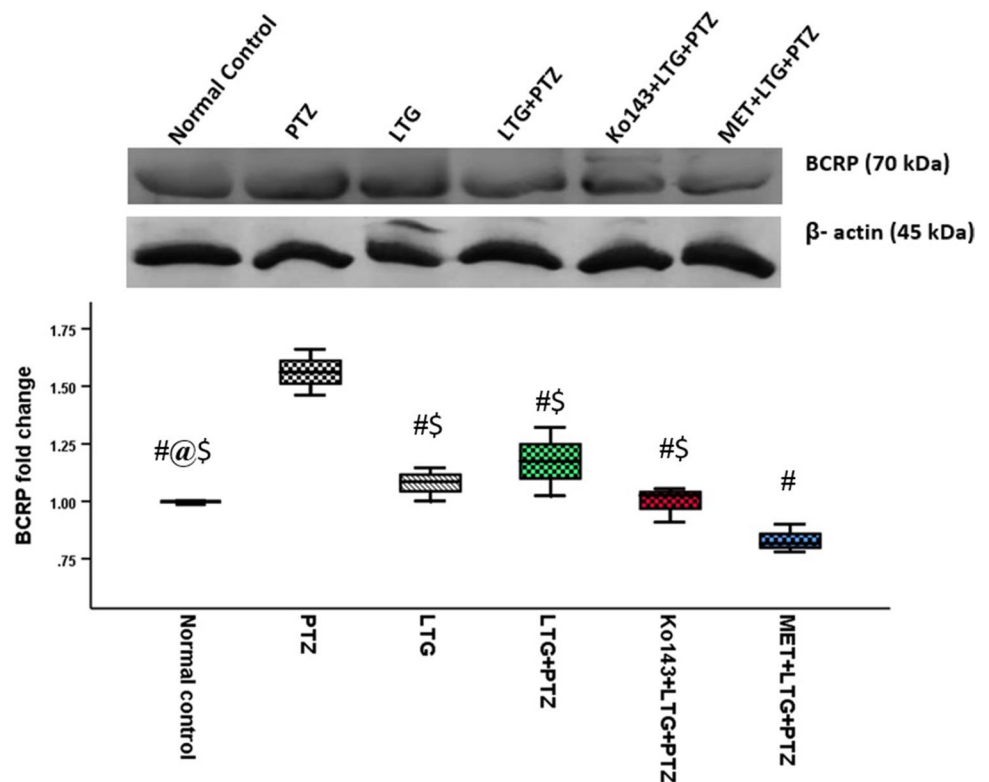 Normal Control
PTZ
LTG
LTG+PTZ
Ko143+LTG+PTZ
MET+LTG+PTZ
BCRP (70 kDa)
β- actin (45 kDa)
BCRP fold change
1.75
1.50
1.25
1.00
.75
#@$
#$
#$
#$
#
Normal control
PTZ
LTG
LTG+PTZ
Ko143+LTG+PTZ
MET+LTG+PTZ